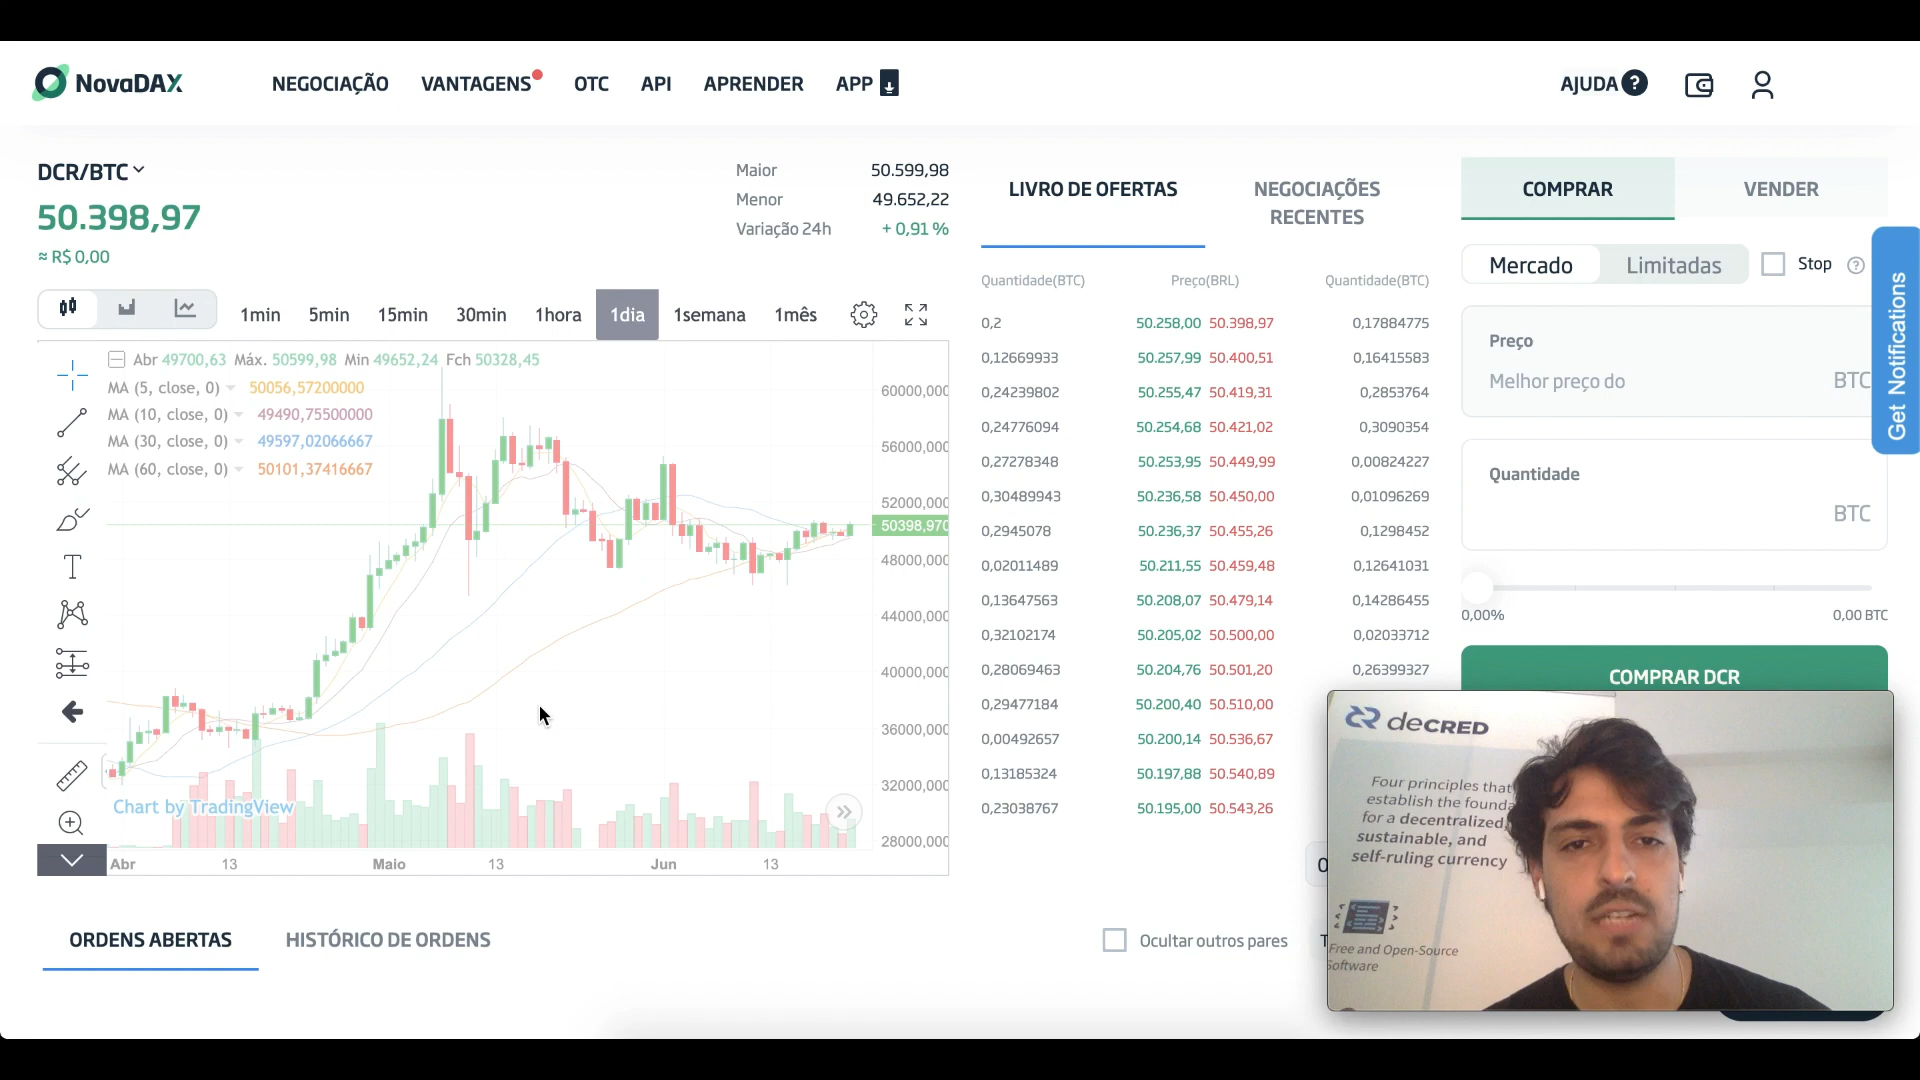 NovaDAX
NEGOCIAÇÃO
VANTAGENS
OTC
API
APRENDER
APP
AJUDA ?
DCR/BTC
50.398,97
≈ R$ 0,00
Maior 50.599,98
Menor 49.652,22
Variação 24h + 0,91 %
1min 5min 15min 30min 1hora 1dia 1semana 1mês
Abr 49700,63 Máx. 50599,98 Min 49652,24 Fch 50328,45
MA (5, close, 0) 50056,57200000
MA (10, close, 0) 49490,75500000
MA (30, close, 0) 49597,02066667
MA (60, close, 0) 50101,37416667
60000,000
56000,000
52000,000
50398,970
48000,000
44000,000
40000,000
36000,000
32000,000
28000,000
Chart by TradingView
Abr 13 Maio 13 Jun 13
LIVRO DE OFERTAS
NEGOCIAÇÕES
RECENTES
Quantidade(BTC) Preço(BRL) Quantidade(BTC)
0,2 50.258,00 50.398,97 0,17884775
0,12669933 50.257,99 50.400,51 0,16415583
0,24239802 50.255,47 50.419,31 0,2853764
0,24776094 50.254,68 50.421,02 0,3090354
0,27278348 50.253,95 50.449,99 0,00824227
0,30489943 50.236,58 50.450,00 0,01096269
0,2945078 50.236,37 50.455,26 0,1298452
0,02011489 50.211,55 50.459,48 0,12641031
0,13647563 50.208,07 50.479,14 0,14286455
0,32102174 50.205,02 50.500,00 0,02033712
0,28069463 50.204,76 50.501,20 0,26399327
0,29477184 50.200,40 50.510,00
0,00492657 50.200,14 50.536,67
0,13185324 50.197,88 50.540,89
0,23038767 50.195,00 50.543,26
COMPRAR
VENDER
Mercado Limitadas Stop ?
Preço
Melhor preço do BTC
Quantidade
BTC
0,00% 0,00 BTC
COMPRAR DCR
Get Notifications
ORDENS ABERTAS
HISTÓRICO DE ORDENS
Ocultar outros pares
decred
Four principles that
establish the founda
for a decentralized,
sustainable, and
self-ruling currency
Free and Open-Source
Software